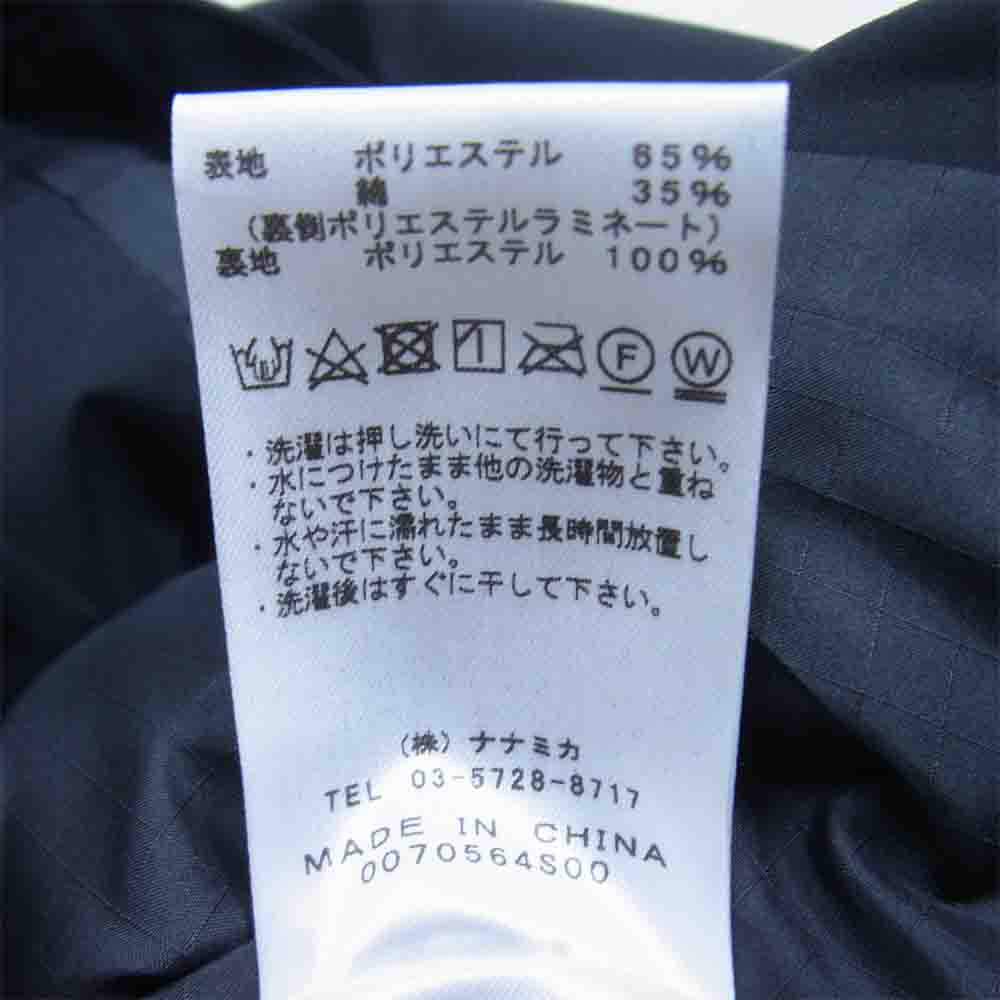 表地 ポリエステル 65%
綿 35%
(裏側ポリエステルラミネート)
裏地 ポリエステル 100%
F W
・洗濯は押し洗いにて行って下さい。
・水につけたまま他の洗濯物と重ね
ないで下さい。
・水や汗に濡れたまま長時間放置し
ないで下さい。
・洗濯後はすぐに干して下さい。
(株) ナナミカ
TEL 03-5728-8717
MADE IN CHINA
0070564S00